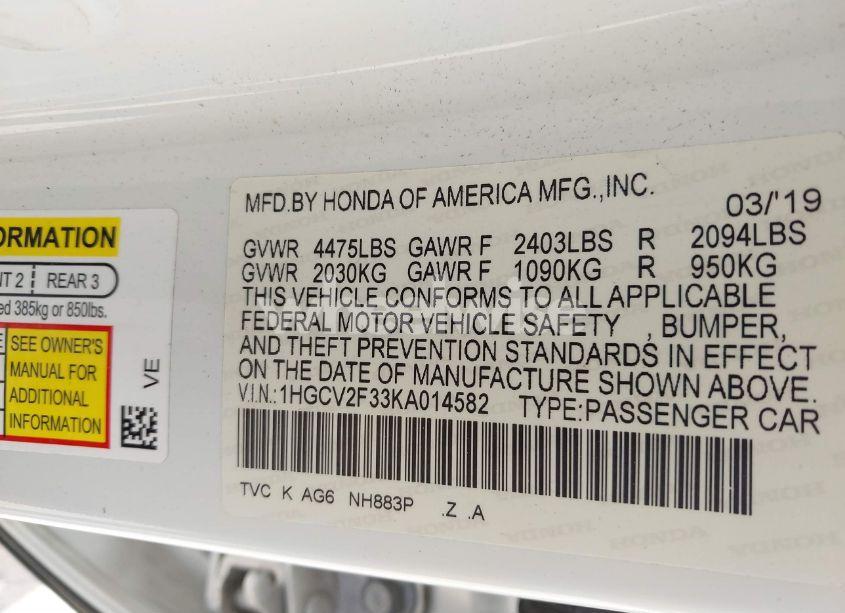 ORMATION
NT 2 REAR 3
ed 385kg or 850lbs.
E
SEE OWNER'S
MANUAL FOR
ADDITIONAL
INFORMATION
VE
MFD.BY HONDA OF AMERICA MFG.,INC. 03/'19
GVWR 4475LBS GAWR F 2403LBS R 2094LBS
GVWR 2030KG GAWR F 1090KG R 950KG
THIS VEHICLE CONFORMS TO ALL APPLICABLE
FEDERAL MOTOR VEHICLE SAFETY , BUMPER,
AND THEFT PREVENTION STANDARDS IN EFFECT
ON THE DATE OF MANUFACTURE SHOWN ABOVE.
V.I.N.:1HGCV2F33KA014582 TYPE:PASSENGER CAR
TVC K AG6 NH883P .Z .A
HONDA